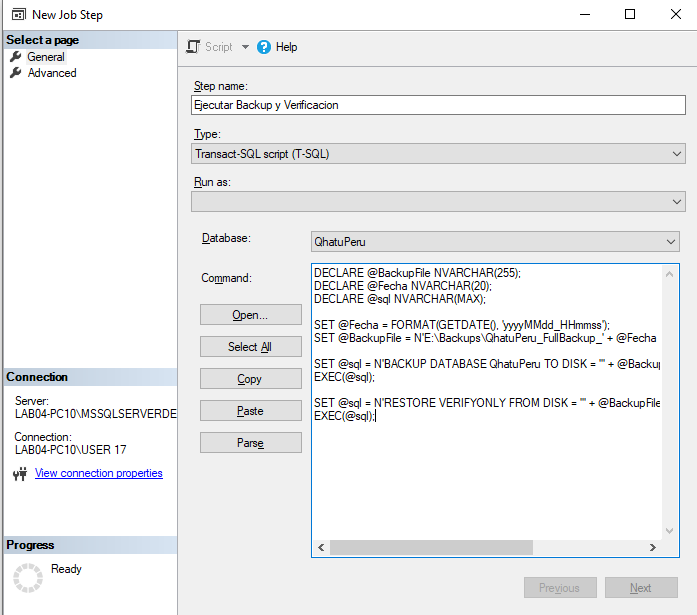 New Job Step
Select a page
General
Advanced
Script
Help
Step name:
Ejecutar Backup y Verificacion
Type:
Transact-SQL script (T-SQL)
Run as:
Database:
QhatuPeru
Command:
Open...
Select All
Copy
Paste
Parse
DECLARE @BackupFile NVARCHAR(255);
DECLARE @Fecha NVARCHAR(20);
DECLARE @sql NVARCHAR(MAX);
SET @Fecha = FORMAT(GETDATE(), 'yyyyMMdd_HHmmss');
SET @BackupFile = N'E:\Backups\QhatuPeru_FullBackup_' + @Fecha
SET @sql = N'BACKUP DATABASE QhatuPeru TO DISK = ''' + @Backup
EXEC(@sql);
SET @sql = N'RESTORE VERIFYONLY FROM DISK = ''' + @BackupFile
EXEC(@sql);
Connection
Server:
LAB04-PC10\MSSQLSERVERDE
Connection:
LAB04-PC10\USER 17
View connection properties
Progress
Ready
Previous
Next